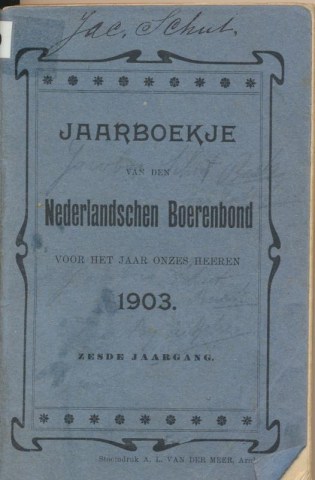 Jac. Schut.
JAARBOEKJE
VAN DEN
Nederlandschen Boerenbond
VOOR HET JAAR ONZES HEEREN
1903.
ZESDE JAARGANG.
Stoomdruk A. L. VAN DER MEER,